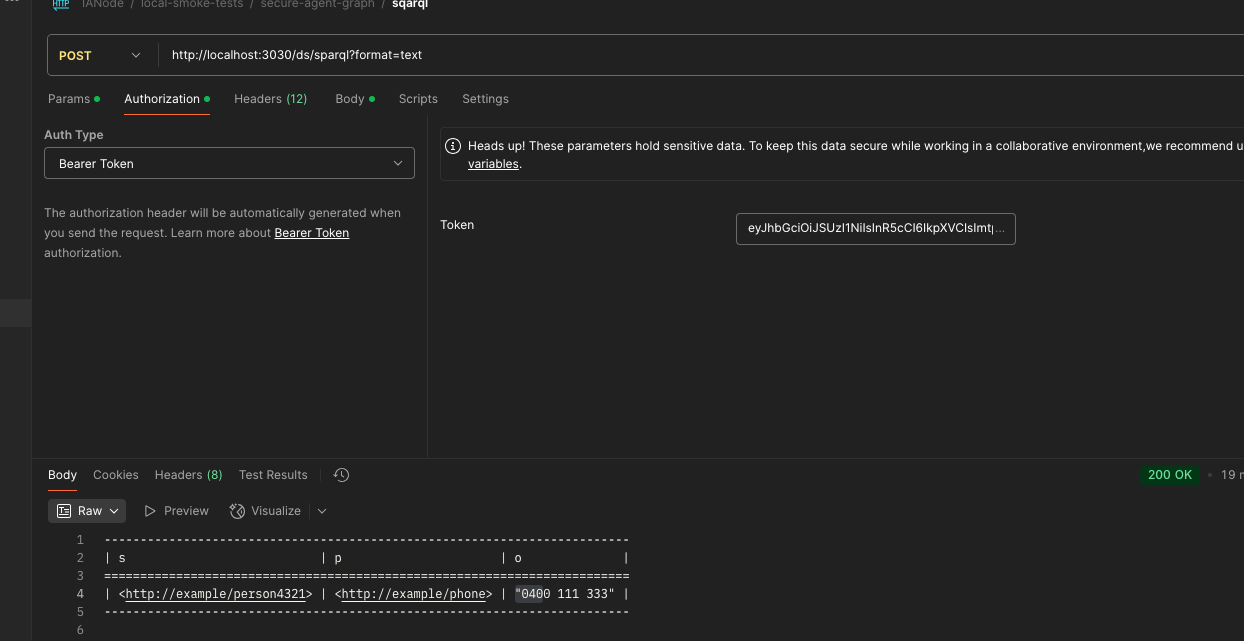 HTTP IANode / local-smoke-tests / secure-agent-graph / sqarql
POST http://localhost:3030/ds/sparql?format=text
Params Authorization Headers (12) Body Scripts Settings
Auth Type
Bearer Token
The authorization header will be automatically generated when
you send the request. Learn more about Bearer Token
authorization.
Heads up! These parameters hold sensitive data. To keep this data secure while working in a collaborative environment,we recommend u
variables.
Token
Body Cookies Headers (8) Test Results
200 OK • 19
Raw Preview Visualize
1 -------------------------------------------------------------------------
2 | s | p | o |
3 =========================================================================
4 | <http://example/person4321> | <http://example/phone> | "0400 111 333" |
5 -------------------------------------------------------------------------
6